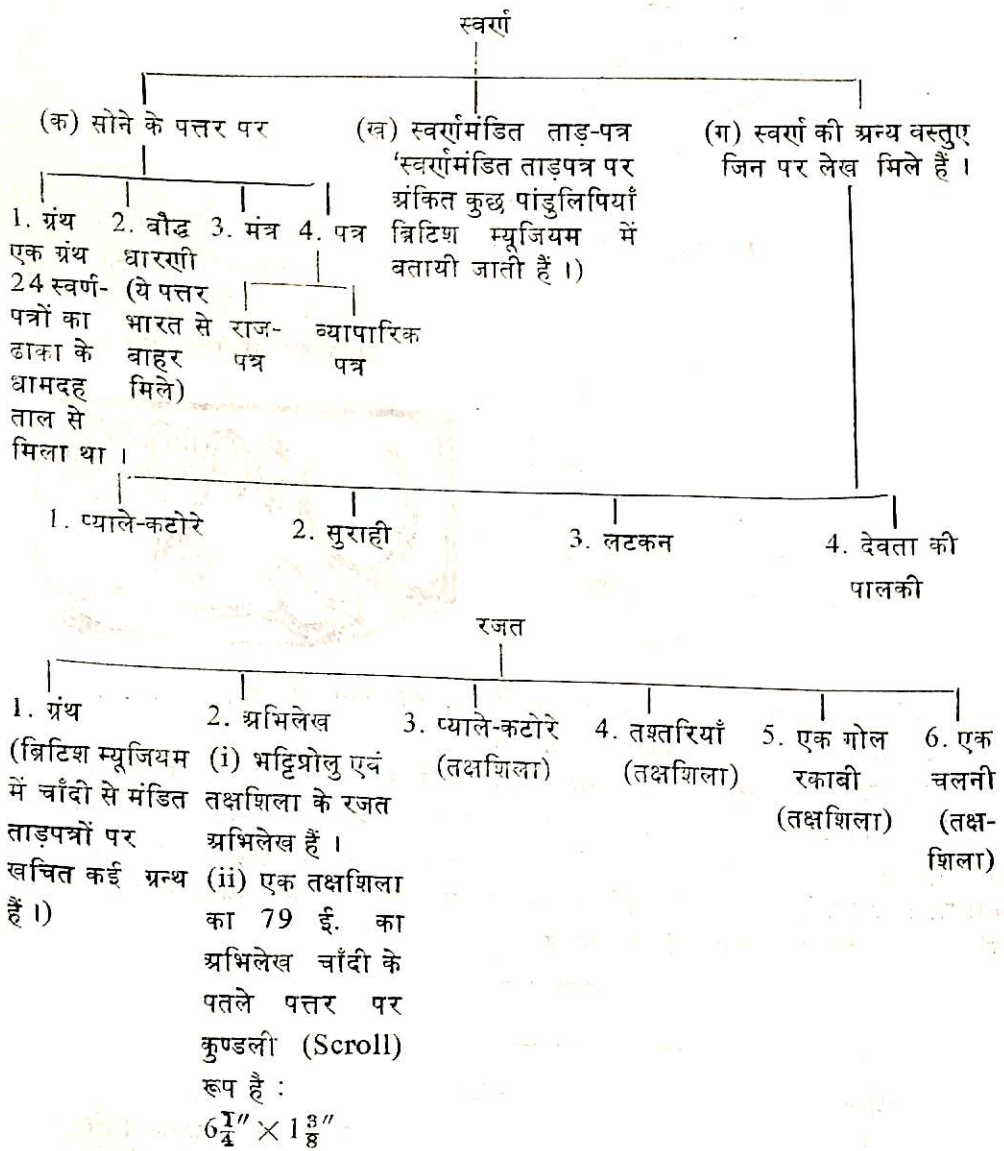 स्वर्ण
(क) सोने के पत्तर पर
1. ग्रंथ
एक ग्रंथ
24 स्वर्ण-
पत्रों का
ढाका के
धामदह
ताल से
मिला था ।
2. बौद्ध
धारणी
(ये पत्तर
भारत से
बाहर
मिले)
3. मंत्र
4. पत्र
राज-
पत्र
व्यापारिक
पत्र
(ख) स्वर्णमंडित ताड़-पत्र
'स्वर्णमंडित ताड़पत्र पर
अंकित कुछ पांडुलिपियाँ
ब्रिटिश म्यूजियम में
बतायी जाती हैं ।)
(ग) स्वर्ण की अन्य वस्तुए
जिन पर लेख मिले हैं ।
1. प्याले-कटोरे
2. सुराही
3. लटकन
4. देवता की
पालकी
रजत
1. ग्रंथ
(ब्रिटिश म्यूजियम
में चाँदी से मंडित
ताड़पत्रों पर
खचित कई ग्रन्थ
हैं ।)
2. अभिलेख
(i) भट्टिप्रोलु एवं
तक्षशिला के रजत
अभिलेख हैं ।
(ii) एक तक्षशिला
का 79 ई. का
अभिलेख चाँदी के
पतले पत्तर पर
कुण्डली (Scroll)
रूप है :
6¼″ × 1⅜″
3. प्याले-कटोरे
(तक्षशिला)
4. तश्तरियाँ
(तक्षशिला)
5. एक गोल
रकाबी
(तक्षशिला)
6. एक
चलनी
(तक्ष-
शिला)